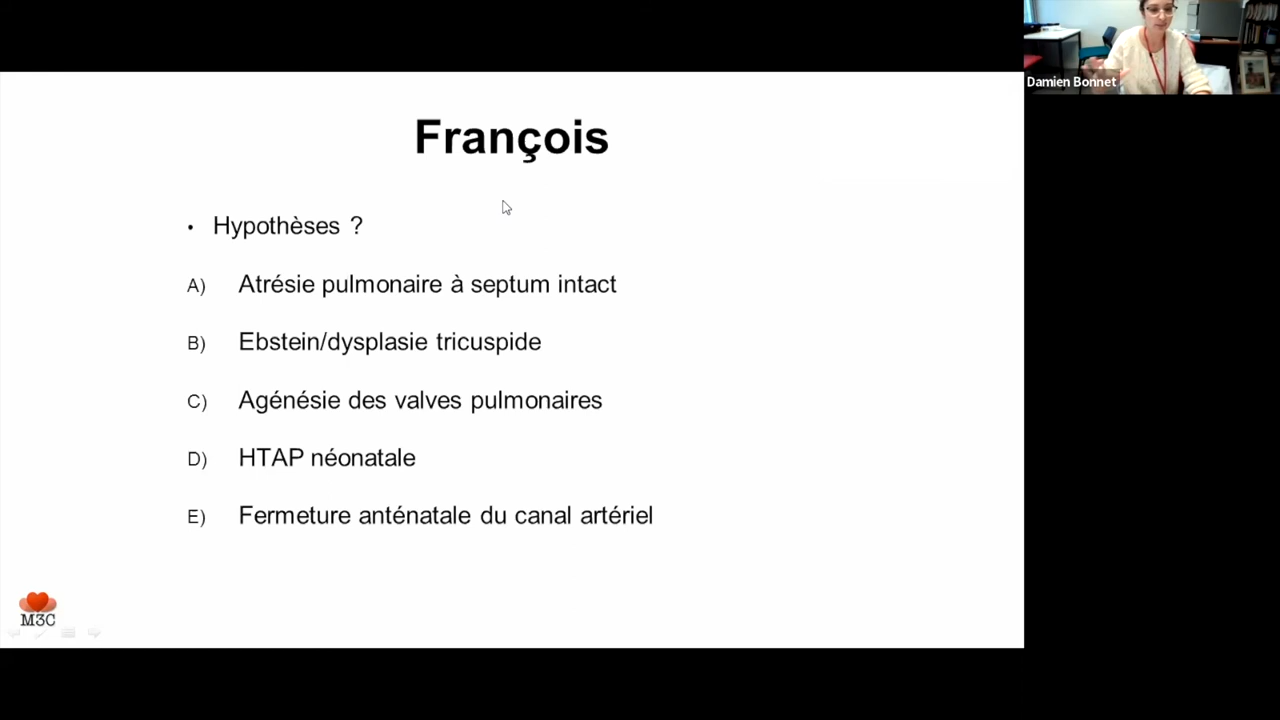 Damien Bonnet
François
• Hypothèses ?
A) Atrésie pulmonaire à septum intact
B) Ebstein/dysplasie tricuspide
C) Agénésie des valves pulmonaires
D) HTAP néonatale
E) Fermeture anténatale du canal artériel
M3C